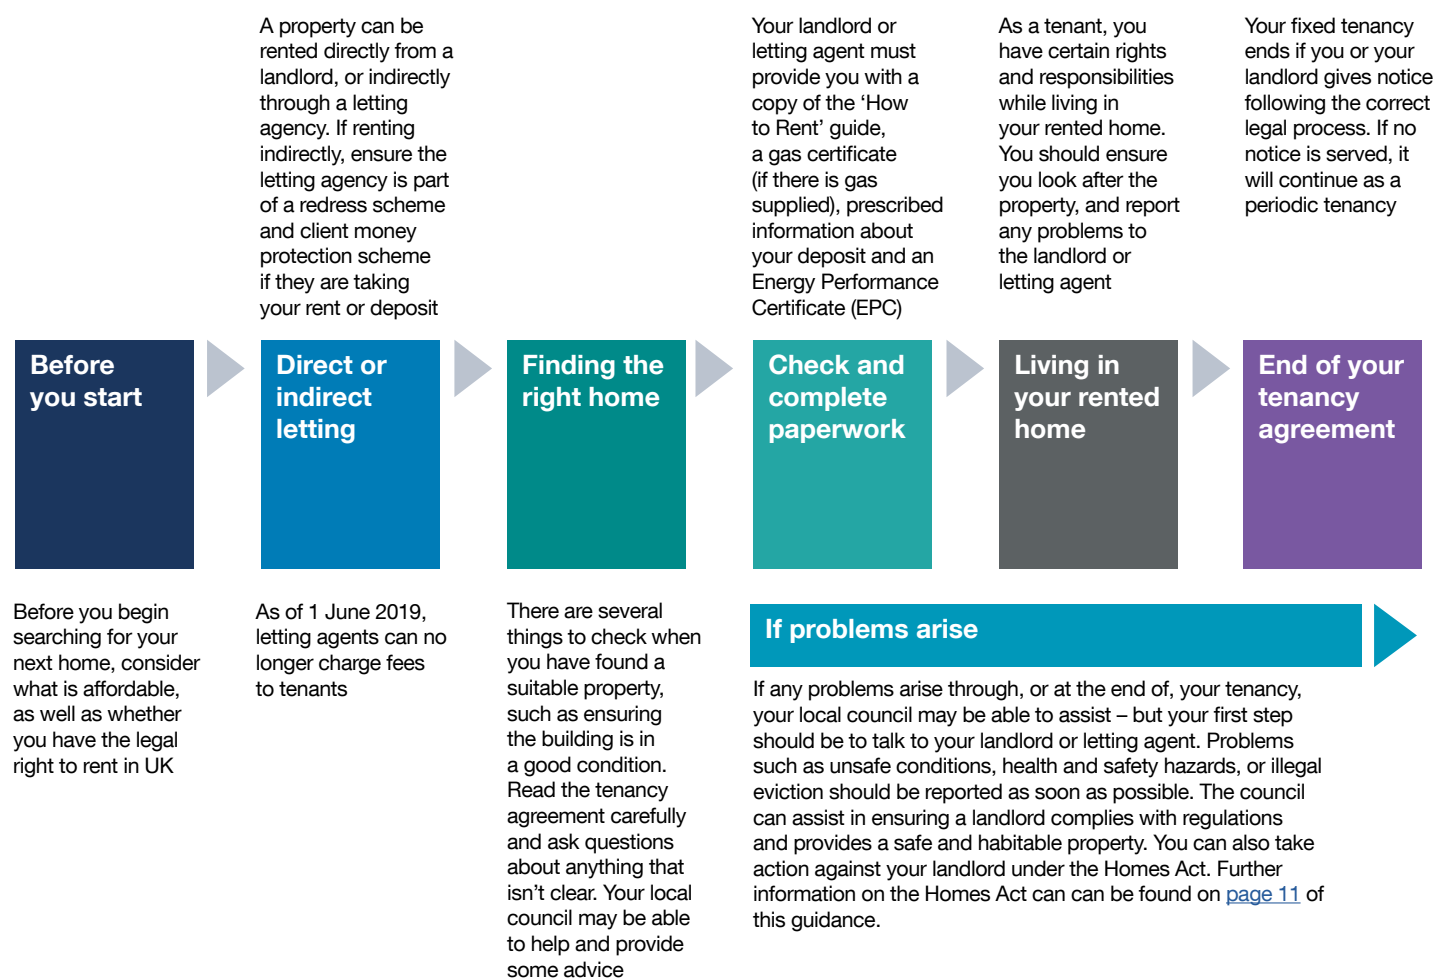 A property can be
rented directly from a
landlord, or indirectly
through a letting
agency. If renting
indirectly, ensure the
letting agency is part
of a redress scheme
and client money
protection scheme
if they are taking
your rent or deposit
Your landlord or
letting agent must
provide you with a
copy of the ‘How
to Rent’ guide,
a gas certificate
(if there is gas
supplied), prescribed
information about
your deposit and an
Energy Performance
Certificate (EPC)
As a tenant, you
have certain rights
and responsibilities
while living in
your rented home.
You should ensure
you look after the
property, and report
any problems to
the landlord or
letting agent
Your fixed tenancy
ends if you or your
landlord gives notice
following the correct
legal process. If no
notice is served, it
will continue as a
periodic tenancy
Before
you start
Direct or
indirect
letting
Finding the
right home
Check and
complete
paperwork
Living in
your rented
home
End of your
tenancy
agreement
Before you begin
searching for your
next home, consider
what is affordable,
as well as whether
you have the legal
right to rent in UK
As of 1 June 2019,
letting agents can no
longer charge fees
to tenants
There are several
things to check when
you have found a
suitable property,
such as ensuring
the building is in
a good condition.
Read the tenancy
agreement carefully
and ask questions
about anything that
isn’t clear. Your local
council may be able
to help and provide
some advice
If problems arise
If any problems arise through, or at the end of, your tenancy,
your local council may be able to assist – but your first step
should be to talk to your landlord or letting agent. Problems
such as unsafe conditions, health and safety hazards, or illegal
eviction should be reported as soon as possible. The council
can assist in ensuring a landlord complies with regulations
and provides a safe and habitable property. You can also take
action against your landlord under the Homes Act. Further
information on the Homes Act can can be found on page 11 of
this guidance.